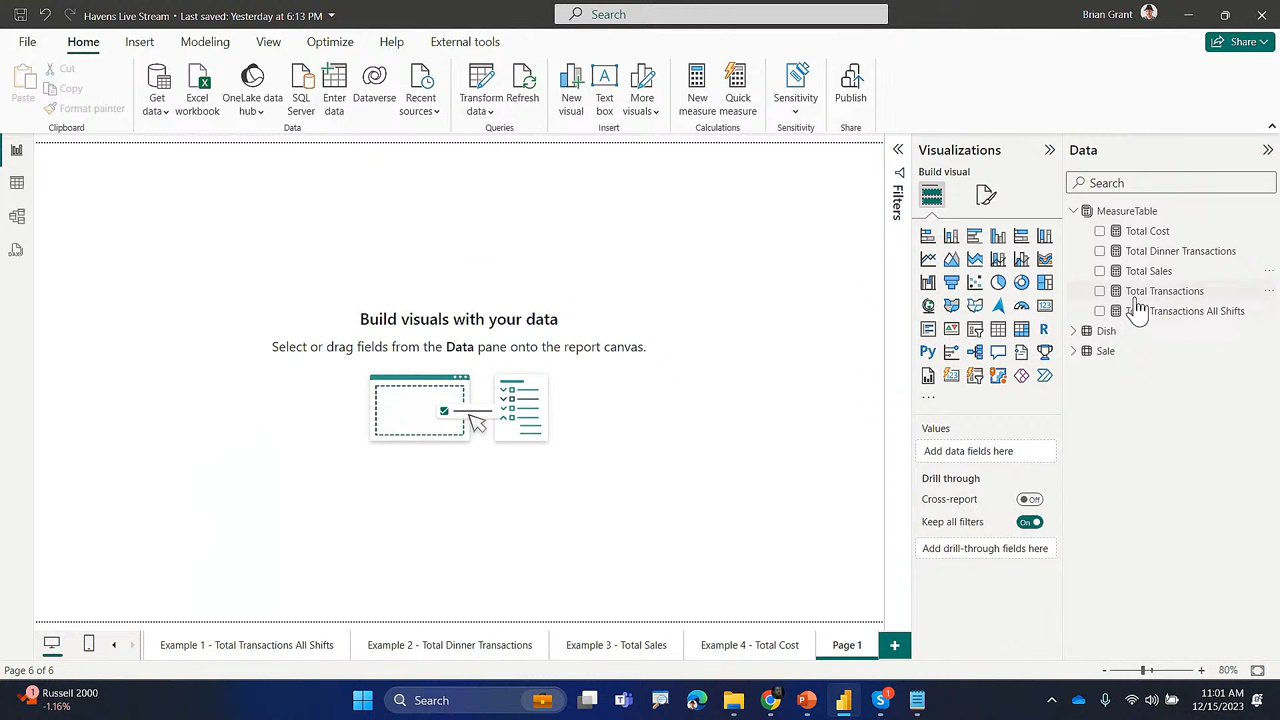 Havens Live Stream • Last saved: Yesterday at 6:13 PM
Search
Brian Grant
File
Home
Insert
Modeling
View
Optimize
Help
External tools
Share
Paste
Cut
Copy
Format painter
Clipboard
Get data
Excel workbook
OneLake data hub
SQL Server
Enter data
Dataverse
Recent sources
Data
Transform data
Refresh
Queries
New visual
Text box
More visuals
Insert
New measure
Quick measure
Calculations
Sensitivity
Sensitivity
Publish
Share
Build visuals with your data
Select or drag fields from the Data pane onto the report canvas.
Filters
Visualizations
Build visual
Values
Add data fields here
Drill through
Cross-report
Off
Keep all filters
On
Add drill-through fields here
Data
Search
MeasureTable
Total Cost
Total Dinner Transactions
Total Sales
Total Transactions
Transactions All Shifts
Dish
Sale
Example 1 - Total Transactions All Shifts
Example 2 - Total Dinner Transactions
Example 3 - Total Sales
Example 4 - Total Cost
Page 1
Page 6 of 6
80%
Russell 2000
-1.16%
Search
11:01 AM
12/15/2023